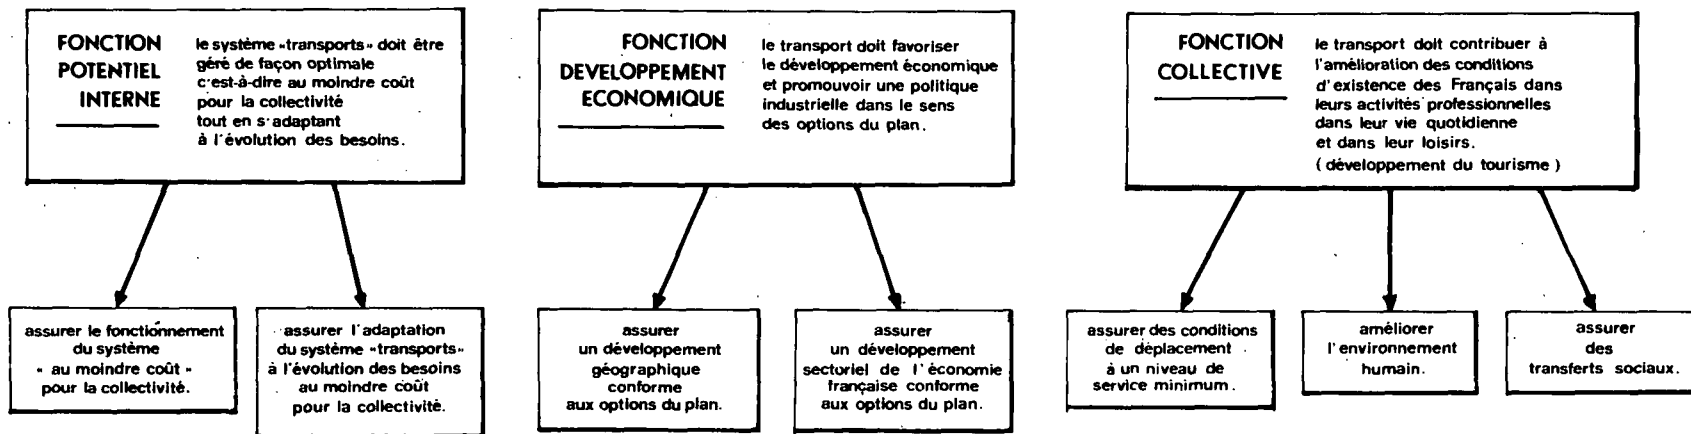 FONCTION
POTENTIEL
INTERNE
le système «transports» doit être
géré de façon optimale
c'est-à-dire au moindre coût
pour la collectivité
tout en s'adaptant
à l'évolution des besoins.
FONCTION
DEVELOPPEMENT
ECONOMIQUE
le transport doit favoriser
le développement économique
et promouvoir une politique
industrielle dans le sens
des options du plan.
FONCTION
COLLECTIVE
le transport doit contribuer à
l'amélioration des conditions
d'existence des Français dans
leurs activités professionnelles
dans leur vie quotidienne
et dans leur loisirs.
(développement du tourisme)
assurer le fonctionnement
du système
« au moindre coût »
pour la collectivité.
assurer l'adaptation
du système «transports»
à l'évolution des besoins
au moindre coût
pour la collectivité.
assurer
un développement
géographique
conforme
aux options du plan.
assurer
un développement
sectoriel de l'économie
française conforme
aux options du plan.
assurer des conditions
de déplacement
à un niveau de
service minimum.
améliorer
l'environnement
humain.
assurer
des
transferts sociaux.